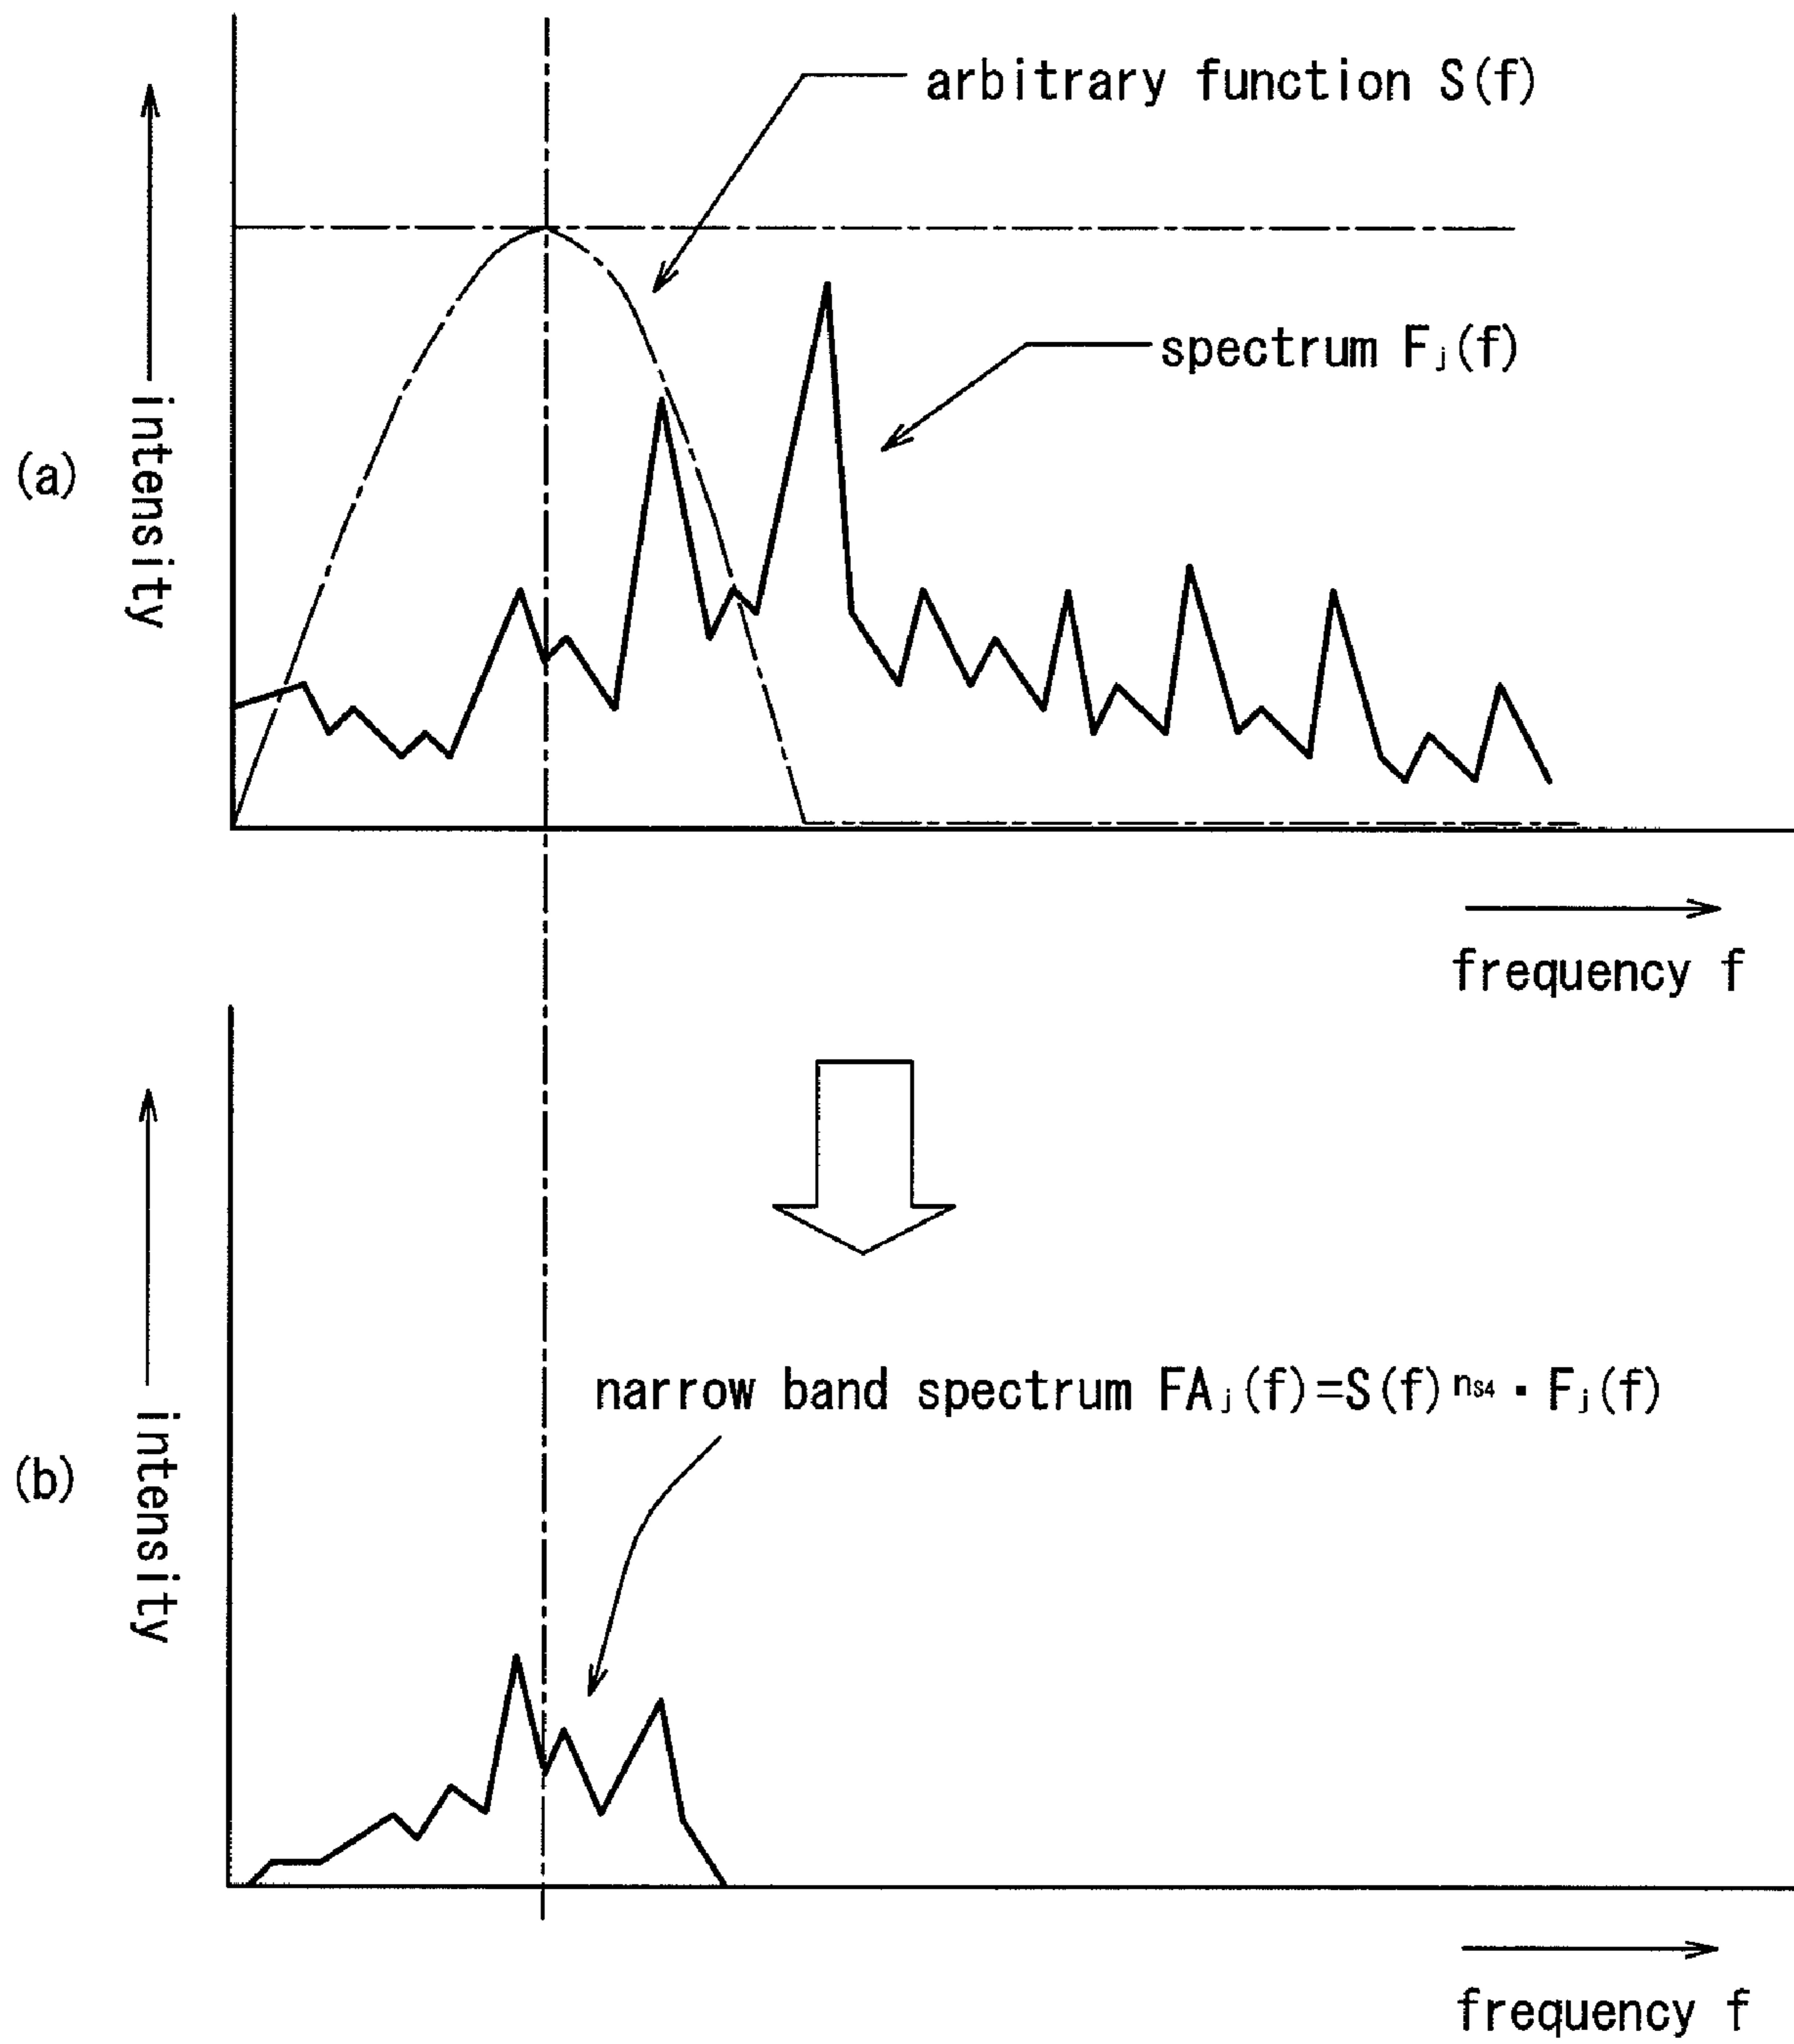 arbitrary function S(f)
spectrum Fj(f)
(a)
intensity
frequency f
narrow band spectrum FAj(f)=S(f)nS4・Fj(f)
(b)
intensity
frequency f